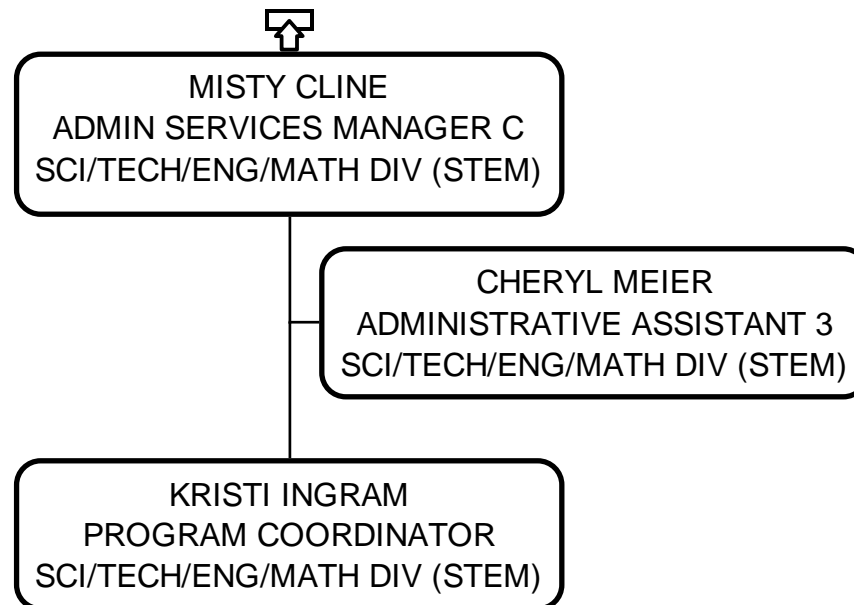 MISTY CLINE
ADMIN SERVICES MANAGER C
SCI/TECH/ENG/MATH DIV (STEM)
CHERYL MEIER
ADMINISTRATIVE ASSISTANT 3
SCI/TECH/ENG/MATH DIV (STEM)
KRISTI INGRAM
PROGRAM COORDINATOR
SCI/TECH/ENG/MATH DIV (STEM)